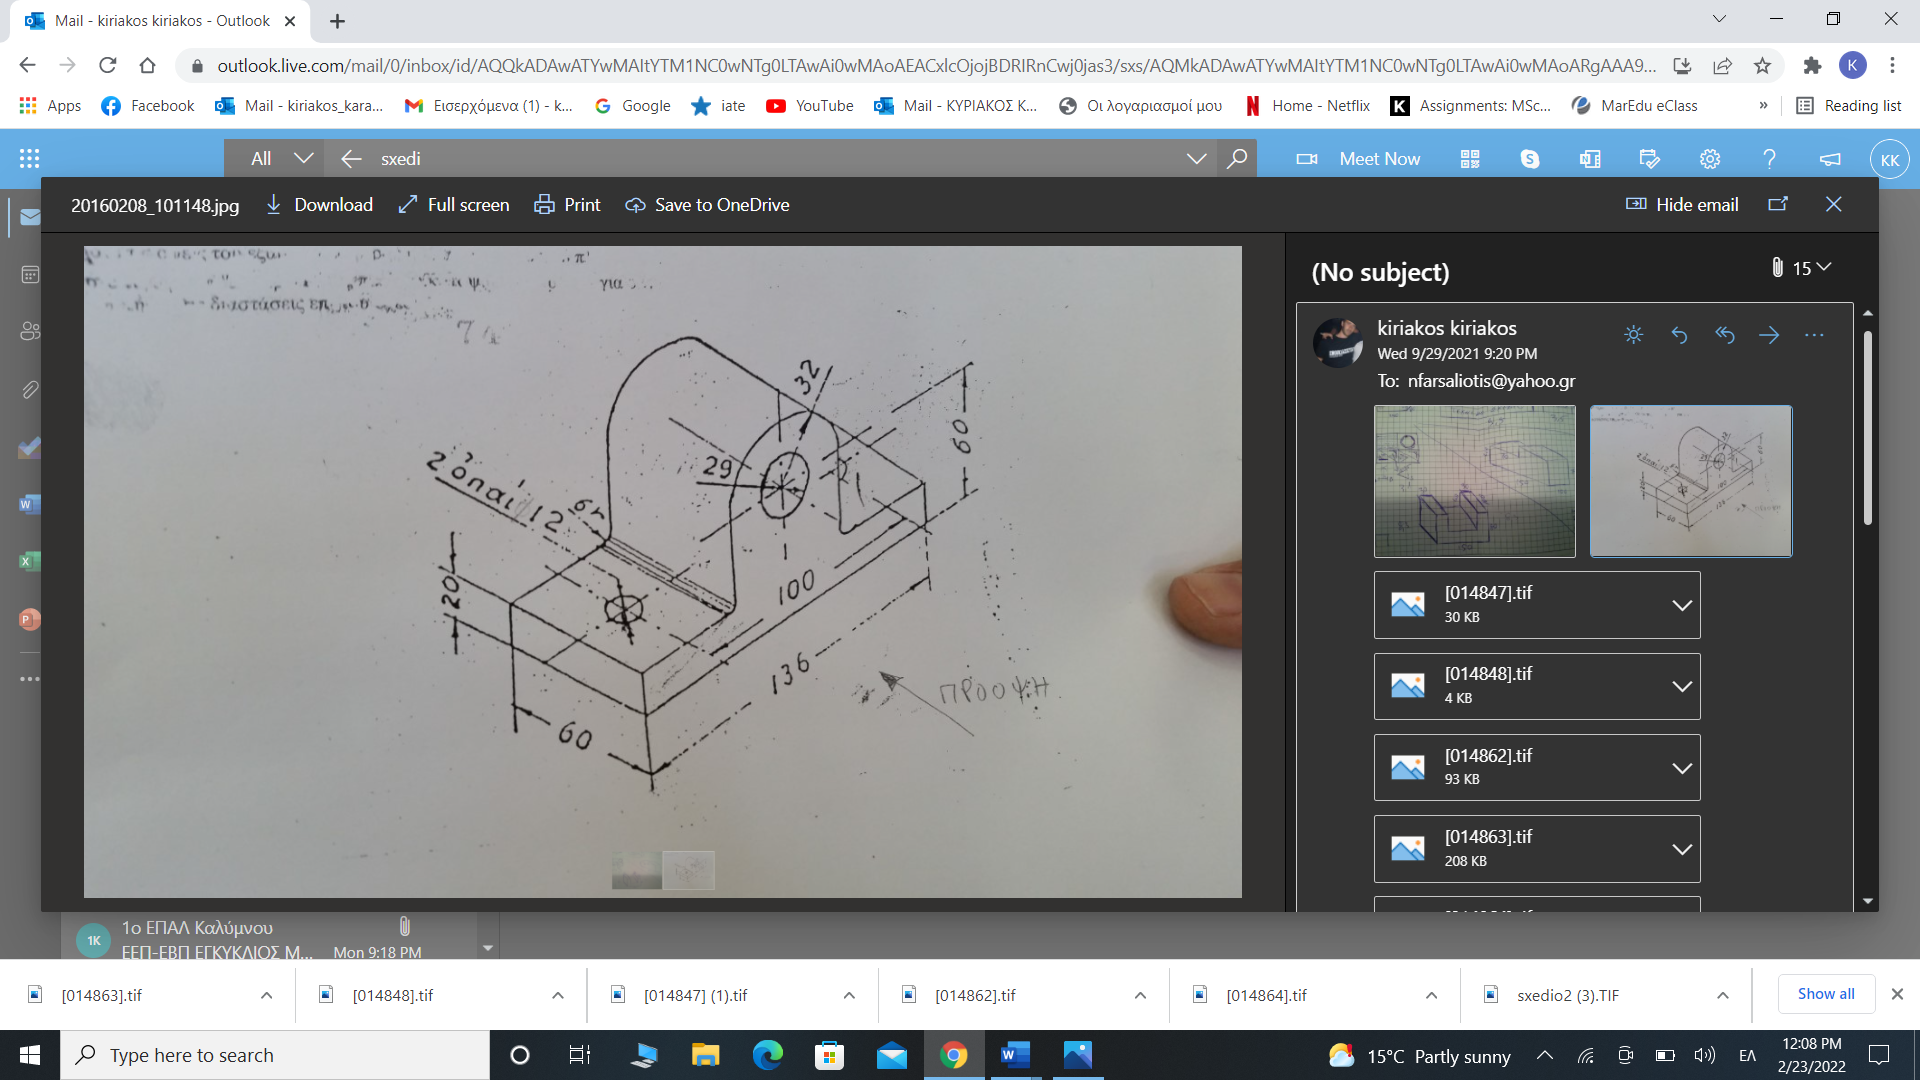 Mail - kiriakos kiriakos - Outlook
outlook.live.com/mail/0/inbox/id/AQQkADAwATYwMAItYTM1NC0wNTg0LTAwAi0wMAoAEACxlcOjojBDRIRnCwj0jas3/sxs/AQMkADAwATYwMAItYTM1NC0wNTg0LTAwAi0wMAoARgAAA9...
K
Apps
Facebook
Mail - kiriakos_kara...
Εισερχόμενα (1) - k...
Google
iate
YouTube
Mail - ΚΥΡΙΑΚΟΣ Κ...
Οι λογαριασμοί μου
Home - Netflix
Assignments: MSc...
MarEdu eClass
»
Reading list
All
sxedi
Meet Now
KK
20160208_101148.jpg
Download
Full screen
Print
Save to OneDrive
Hide email
για
διαστάσεις
32
60
29
2 όπαί
12
20
100
136
60
ΠΡΟΟΨΗ
(No subject)
15
kiriakos kiriakos
Wed 9/29/2021 9:20 PM
To: nfarsaliotis@yahoo.gr
[014847].tif
30 KB
[014848].tif
4 KB
[014862].tif
93 KB
[014863].tif
208 KB
1K
1ο ΕΠΑΛ Καλύμνου
ΕΕΠ-ΕΒΠ ΕΓΚΥΚΛΙΟΣ Μ...
Mon 9:18 PM
[014863].tif
[014848].tif
[014847] (1).tif
[014862].tif
[014864].tif
sxedio2 (3).TIF
Show all
Type here to search
15°C Partly sunny
ΕΛ
12:08 PM
2/23/2022